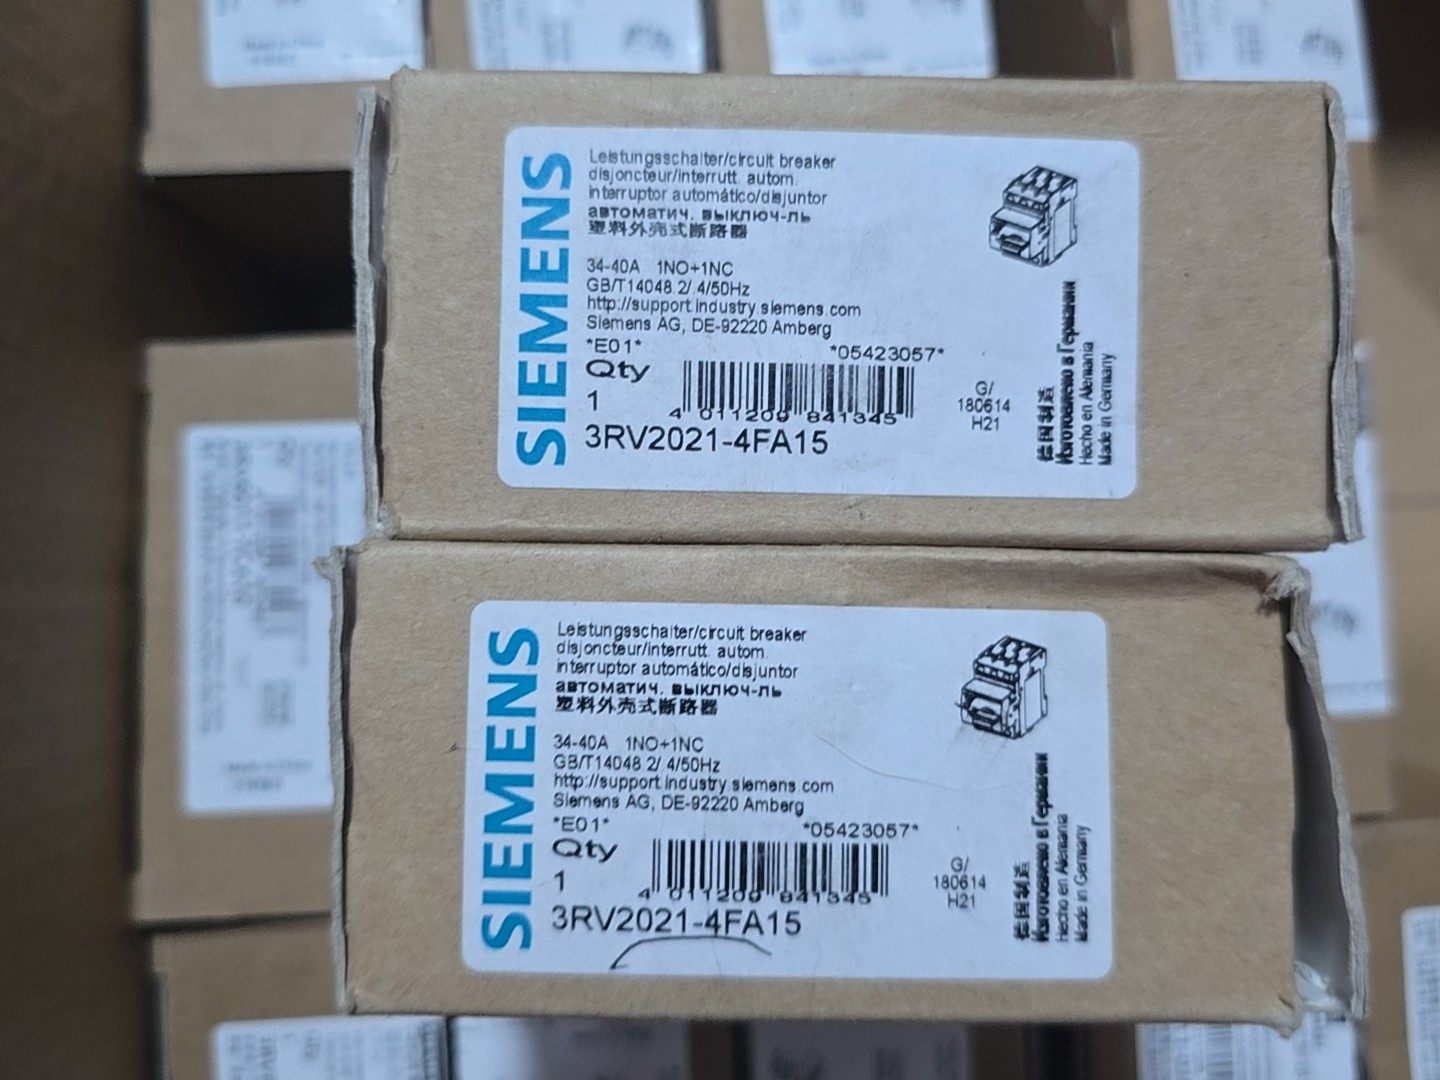 SIEMENS
Leistungsschalter/circuit breaker
disjoncteur/interrutt. autom.
interruptor automático/disjuntor
автоматич. выключ-ль
塑料外壳式断路器
34-40A 1NO+1NC
GB/T14048.2/.4/50Hz
http://support.industry.siemens.com
Siemens AG, DE-92220 Amberg
*E01* *05423057*
Qty
1
4 011209 841345
3RV2021-4FA15
G/
180614
H21
德国制造
Изготовлено в Германии
Hecho en Alemania
Made in Germany
SIEMENS
Leistungsschalter/circuit breaker
disjoncteur/interrutt. autom.
interruptor automático/disjuntor
автоматич. выключ-ль
塑料外壳式断路器
34-40A 1NO+1NC
GB/T14048.2/.4/50Hz
http://support.industry.siemens.com
Siemens AG, DE-92220 Amberg
*E01* *05423057*
Qty
1
4 011209 841345
3RV2021-4FA15
G/
180614
H21
德国制造
Изготовлено в Германии
Hecho en Alemania
Made in Germany